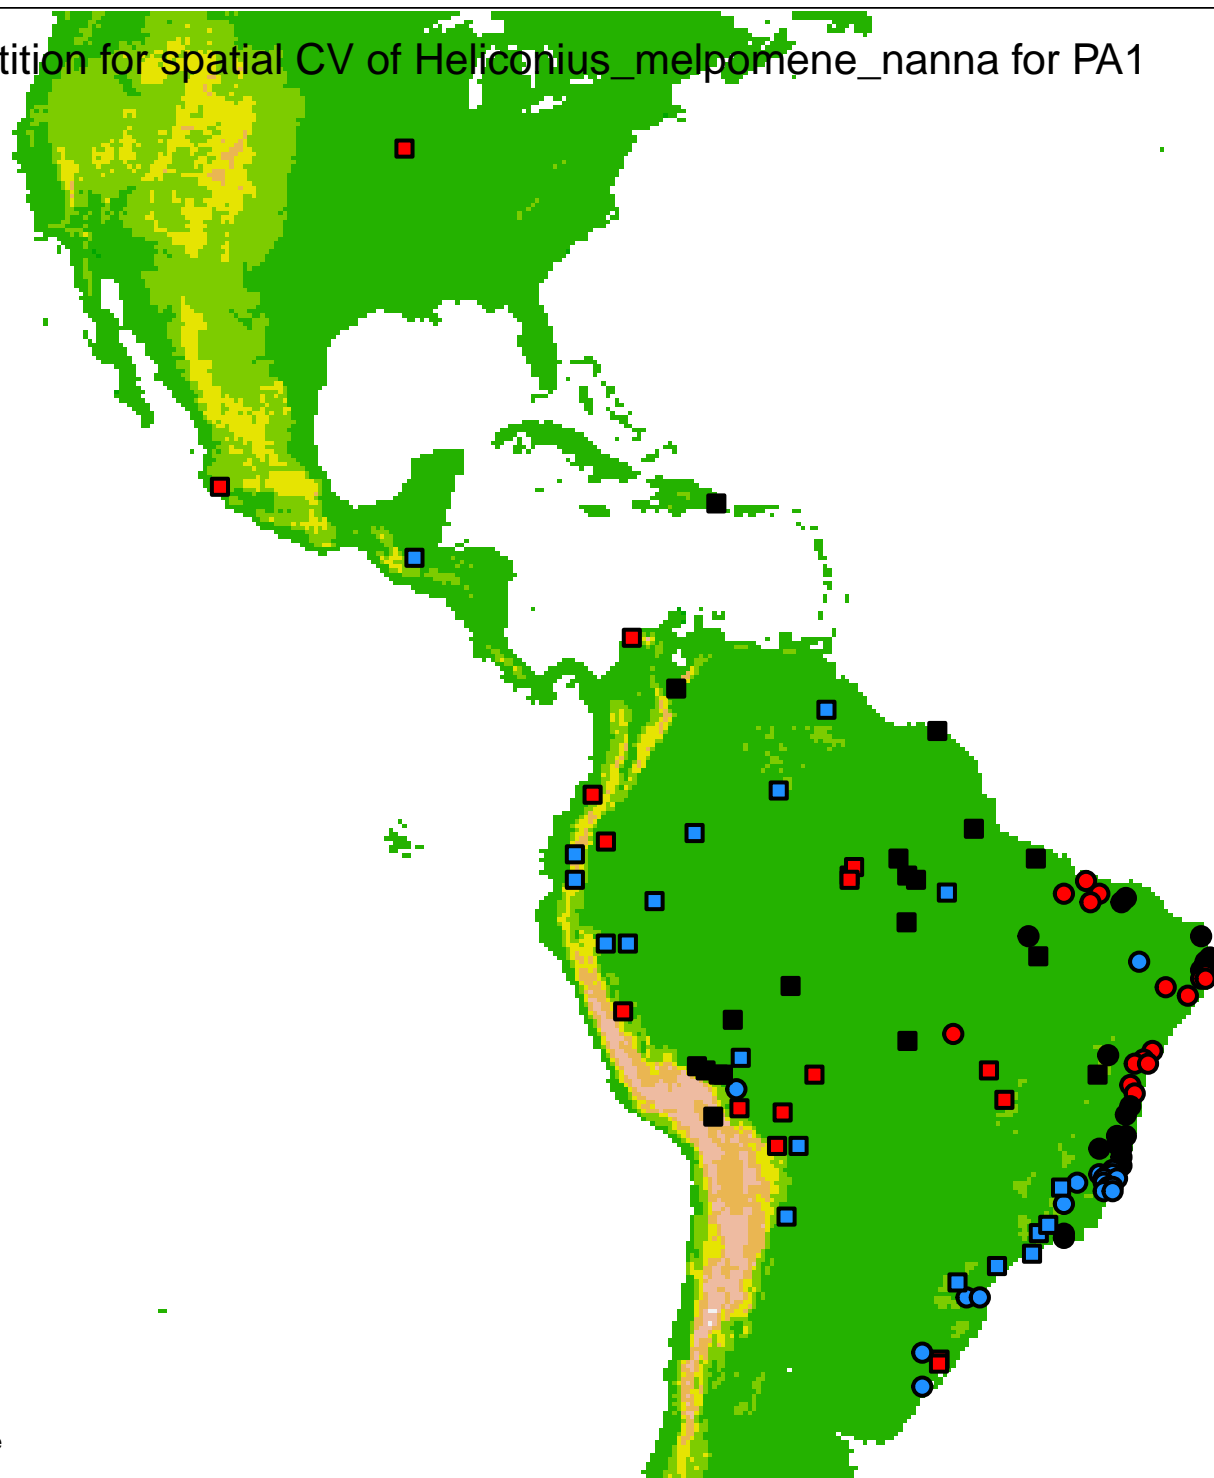 tition for spatial CV of Heliconius_melpomene_nanna for PA1